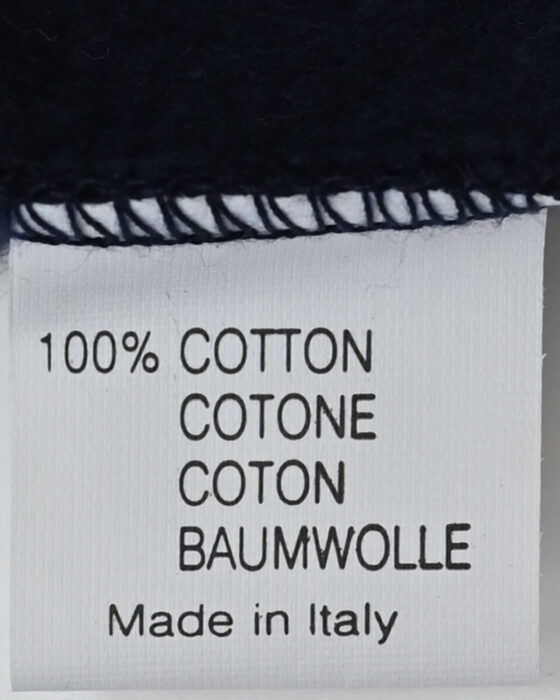 100% COTTON
COTONE
COTON
BAUMWOLLE
Made in Italy